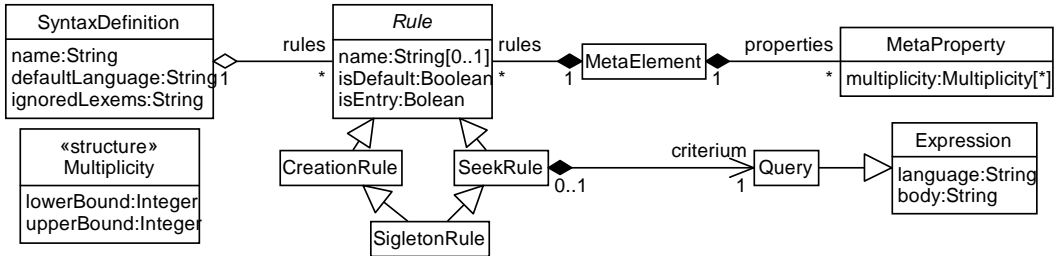 SyntaxDefinition
name:String
defaultLanguage:String
ignoredLexems:String
1
rules
*
Rule
name:String[0..1]
isDefault:Boolean
isEntry:Bolean
rules
*
1
MetaElement
1
properties
*
MetaProperty
multiplicity:Multiplicity[*]
«structure»
Multiplicity
lowerBound:Integer
upperBound:Integer
CreationRule
SeekRule
0..1
criterium
1
Query
Expression
language:String
body:String
SigletonRule